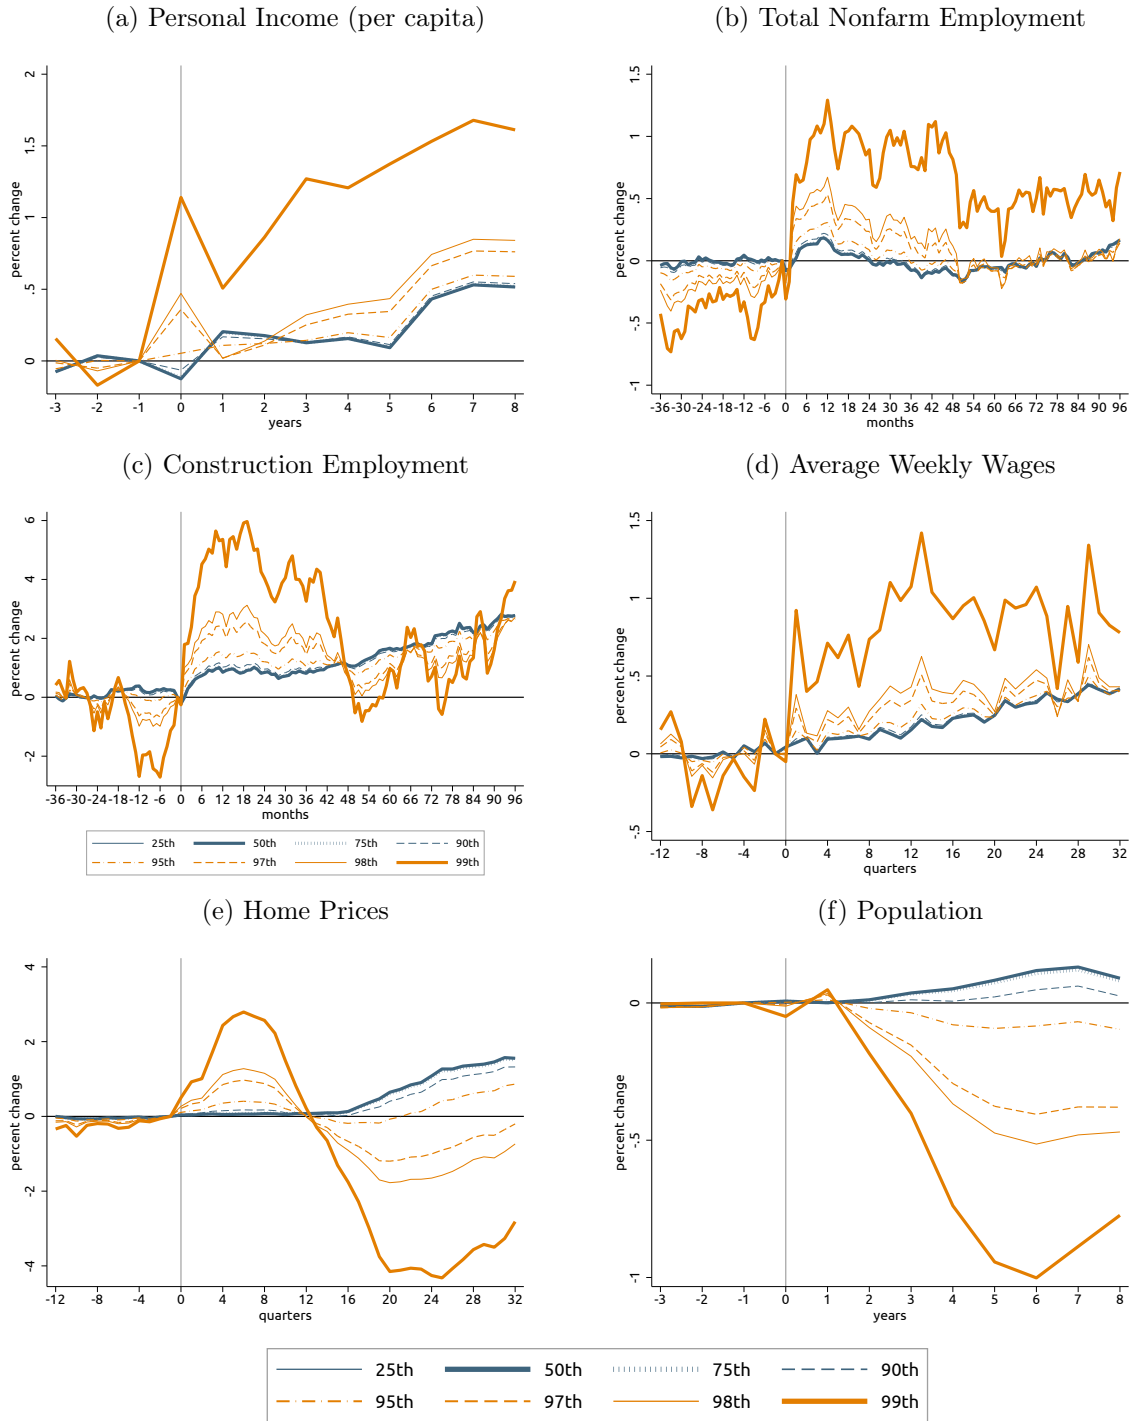 (a) Personal Income (per capita)
percent change
2
1.5
1
.5
0
-3 -2 -1 0 1 2 3 4 5 6 7 8
years
(b) Total Nonfarm Employment
percent change
1.5
1
.5
0
-.5
-1
-36 -30 -24 -18 -12 -6 0 6 12 18 24 30 36 42 48 54 60 66 72 78 84 90 96
months
(c) Construction Employment
percent change
6
4
2
0
-2
-36 -30 -24 -18 -12 -6 0 6 12 18 24 30 36 42 48 54 60 66 72 78 84 90 96
months
25th 50th 75th 90th
95th 97th 98th 99th
(d) Average Weekly Wages
percent change
1.5
1
.5
0
-.5
-12 -8 -4 0 4 8 12 16 20 24 28 32
quarters
(e) Home Prices
percent change
4
2
0
-2
-4
-12 -8 -4 0 4 8 12 16 20 24 28 32
quarters
(f) Population
percent change
0
-.5
-1
-3 -2 -1 0 1 2 3 4 5 6 7 8
years
25th 50th 75th 90th
95th 97th 98th 99th